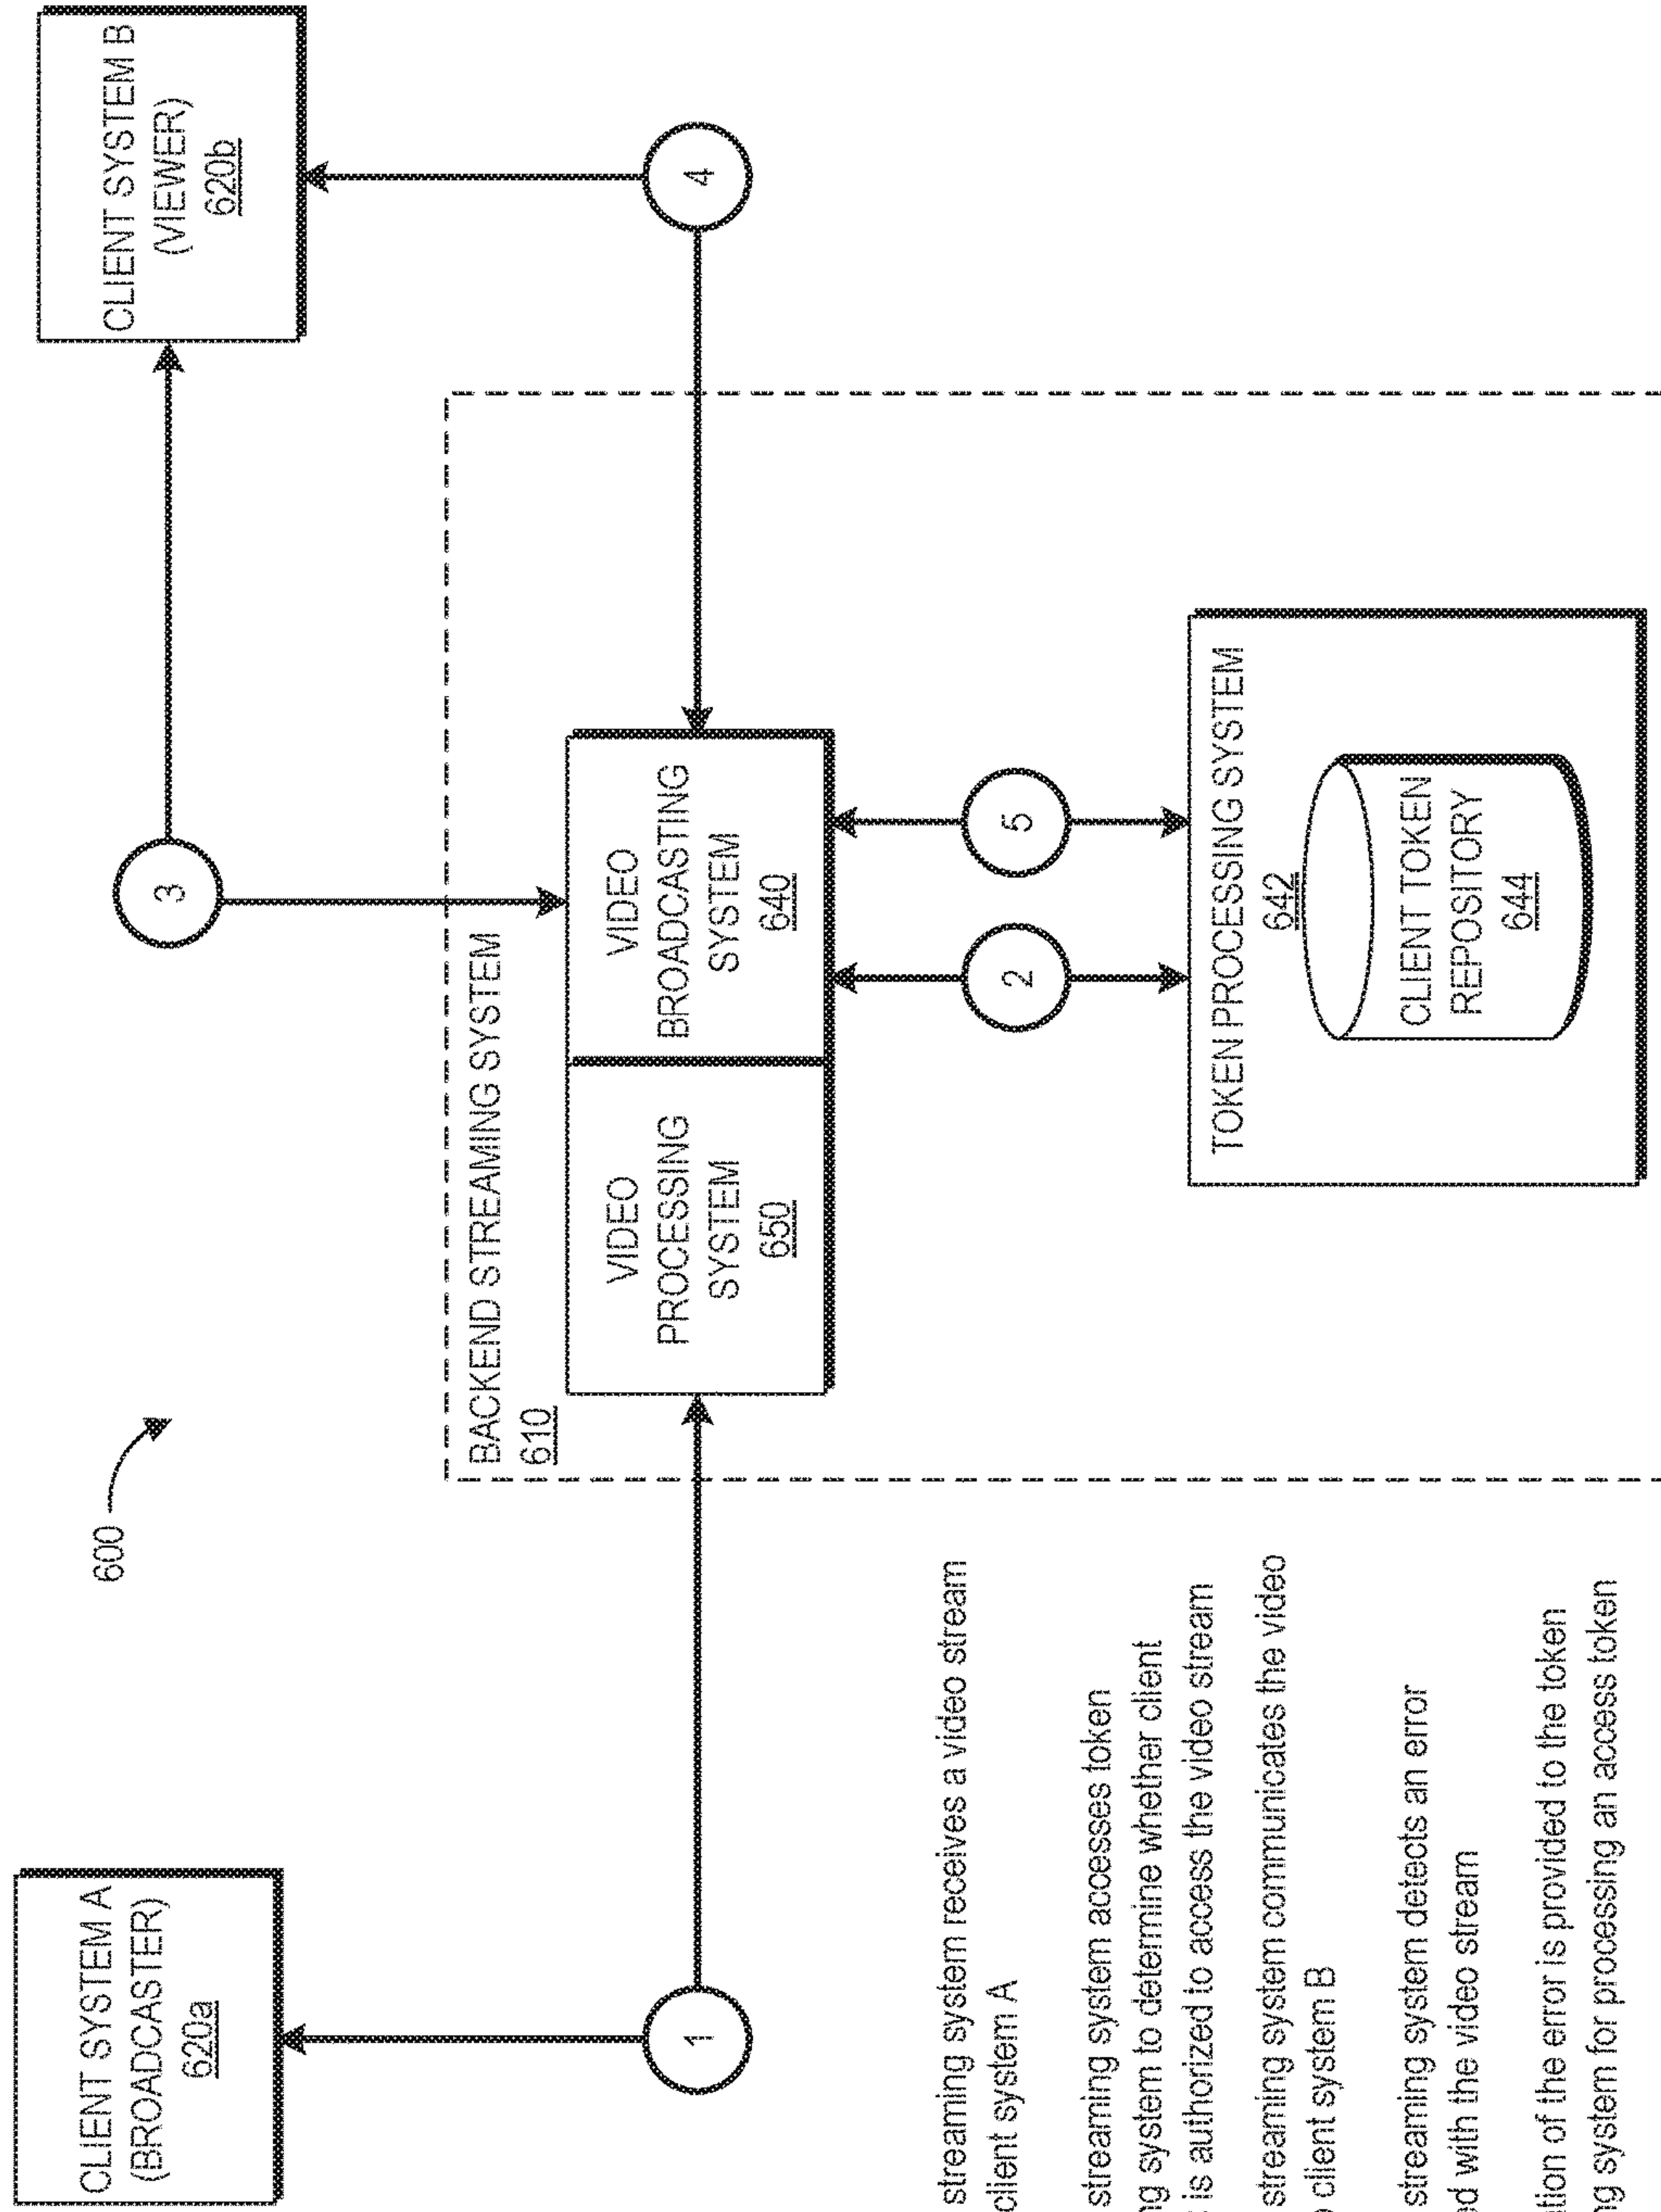 600
CLIENT SYSTEM A
(BROADCASTER)
620a
CLIENT SYSTEM B
(VIEWER)
620b
3
BACKEND STREAMING SYSTEM
610
1
VIDEO
PROCESSING
SYSTEM
650
VIDEO
BROADCASTING
SYSTEM
640
4
2
5
TOKEN PROCESSING SYSTEM
642
CLIENT TOKEN
REPOSITORY
644
streaming system receives a video stream
client system A
streaming system accesses token
ng system to determine whether client
is authorized to access the video stream
streaming system communicates the video
client system B
streaming system detects an error
ed with the video stream
ation of the error is provided to the token
ng system for processing an access token